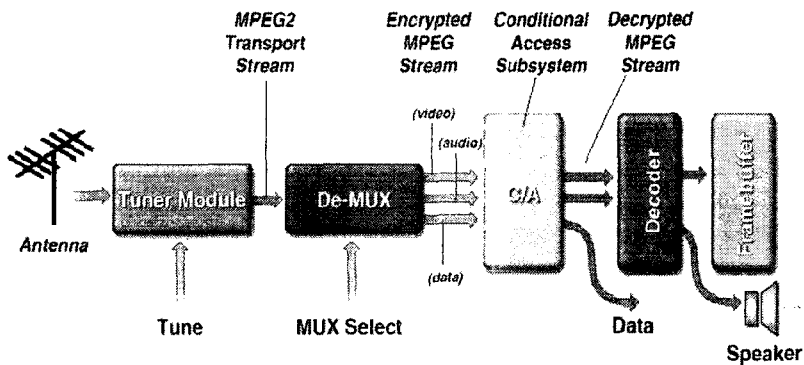 MPEG2
Transport
Stream
Encrypted
MPEG
Stream
Conditional
Access
Subsystem
Decrypted
MPEG
Stream
(video)
(audio)
(data)
Antenna
Tuner Module
De-MUX
C/A
Decoder
Framebuffer
Tune
MUX Select
Data
Speaker